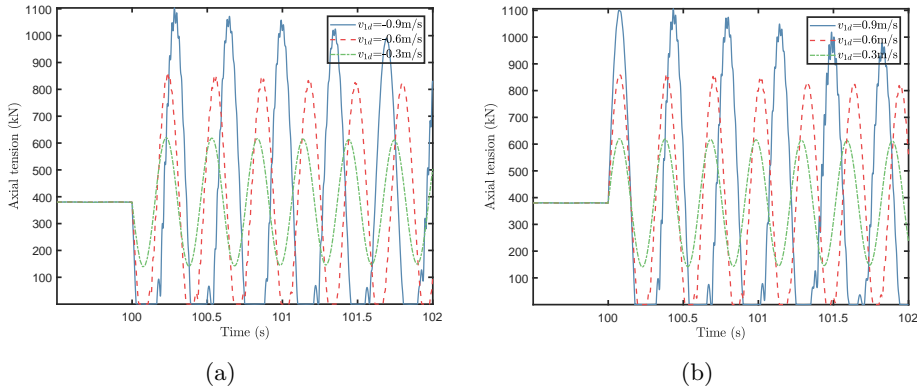 1100
1000
900
800
700
600
500
400
300
200
100
Axial tension (kN)
v1d=-0.9m/s
v1d=-0.6m/s
v1d=-0.3m/s
100 100.5 101 101.5 102
Time (s)
(a)
1100
1000
900
800
700
600
500
400
300
200
100
Axial tension (kN)
v1d=0.9m/s
v1d=0.6m/s
v1d=0.3m/s
100 100.5 101 101.5 102
Time (s)
(b)